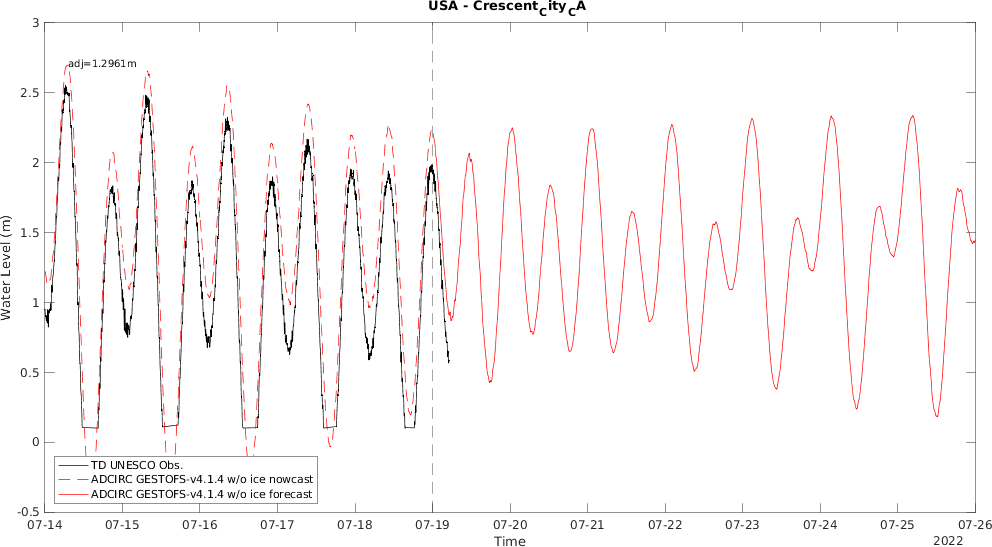 USA - Crescent_City_CA
adj=1.2961m
3
2.5
2
1.5
1
0.5
0
-0.5
Water Level (m)
TD UNESCO Obs.
ADCIRC GESTOFS-v4.1.4 w/o ice nowcast
ADCIRC GESTOFS-v4.1.4 w/o ice forecast
07-14 07-15 07-16 07-17 07-18 07-19 07-20 07-21 07-22 07-23 07-24 07-25 07-26
Time
2022